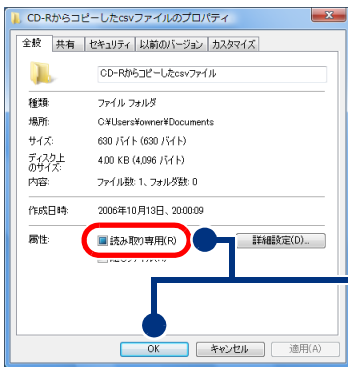 CD-Rからコピーしたcsvファイルのプロパティ
全般 共有 セキュリティ 以前のバージョン カスタマイズ
CD-Rからコピーしたcsvファイル
種類: ファイル フォルダ
場所: C:¥Users¥owner¥Documents
サイズ: 630 バイト (630 バイト)
ディスク上
のサイズ: 4.00 KB (4,096 バイト)
内容: ファイル数: 1、フォルダ数: 0
作成日時: 2006年10月13日、20:00:09
属性: 読み取り専用(R) 詳細設定(D)...
OK キャンセル 適用(A)